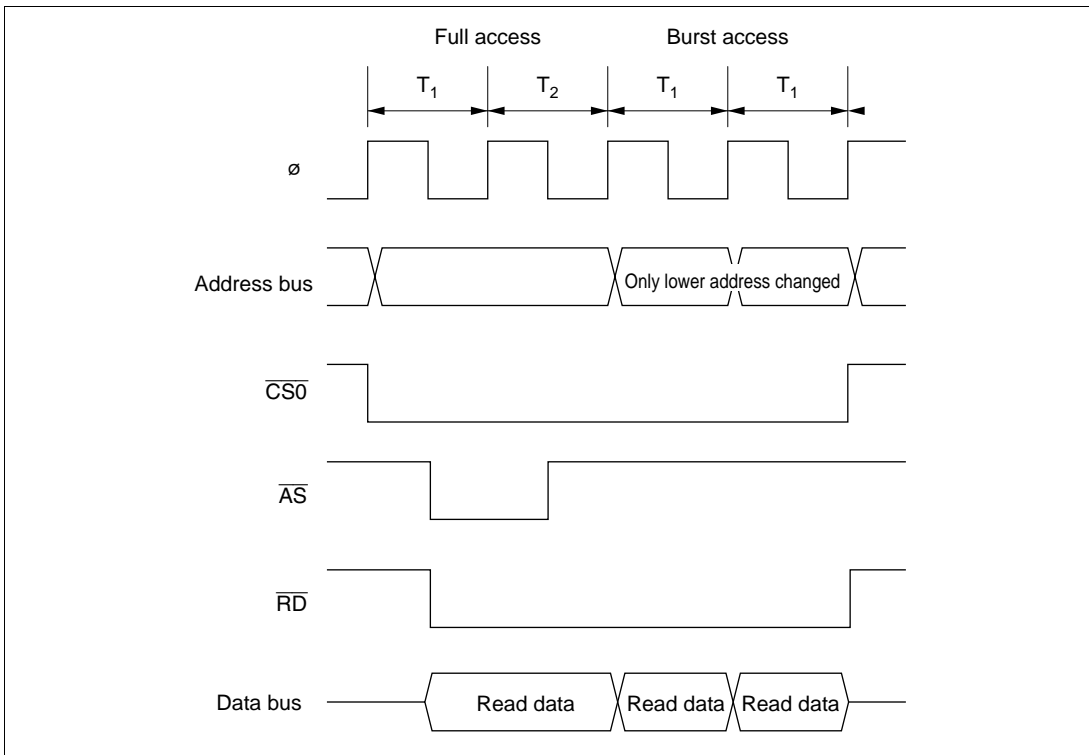 Full access Burst access
T1 T2 T1 T1
ø
Address bus Only lower address changed
CS0
AS
RD
Data bus Read data Read data Read data